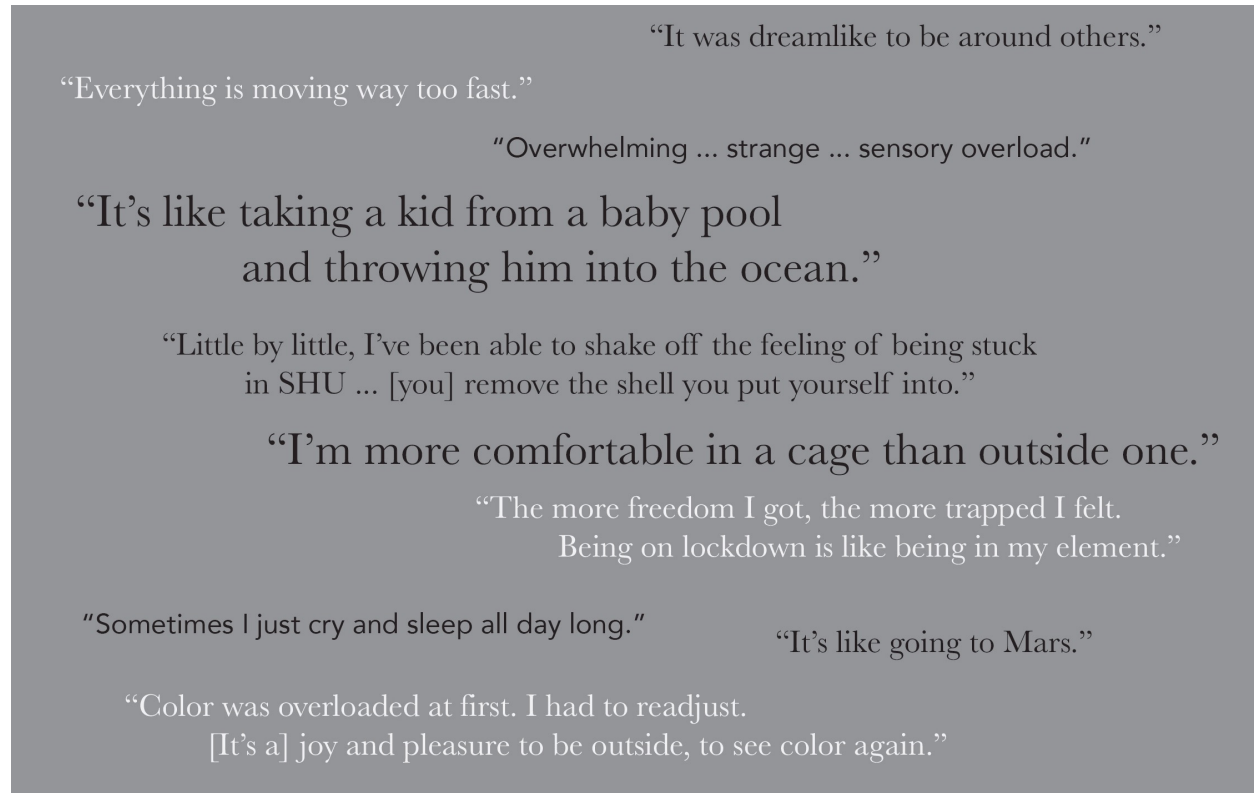 “It was dreamlike to be around others.”
“Everything is moving way too fast.”
“Overwhelming ... strange ... sensory overload.”
“It’s like taking a kid from a baby pool
and throwing him into the ocean.”
“Little by little, I’ve been able to shake off the feeling of being stuck
in SHU ... [you] remove the shell you put yourself into.”
“I’m more comfortable in a cage than outside one.”
“The more freedom I got, the more trapped I felt.
Being on lockdown is like being in my element.”
“Sometimes I just cry and sleep all day long.”
“It’s like going to Mars.”
“Color was overloaded at first. I had to readjust.
[It’s a] joy and pleasure to be outside, to see color again.”